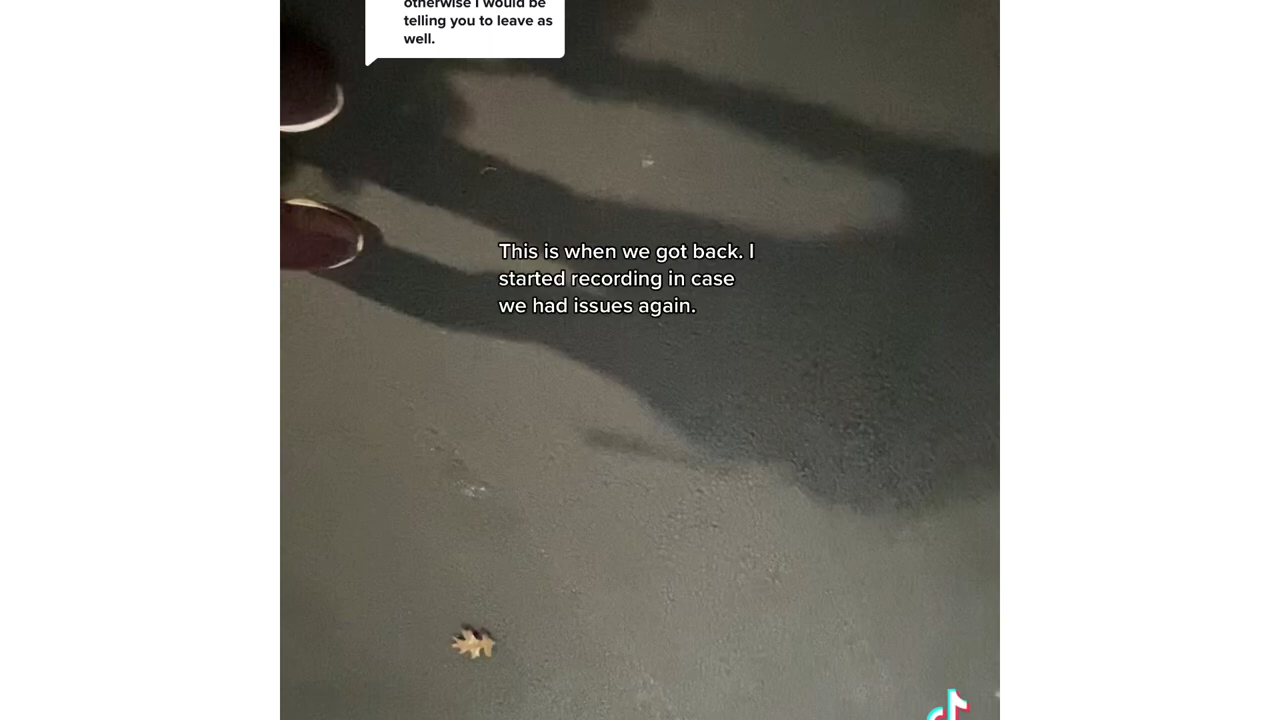 otherwise I would be
telling you to leave as
well.
This is when we got back. I
started recording in case
we had issues again.